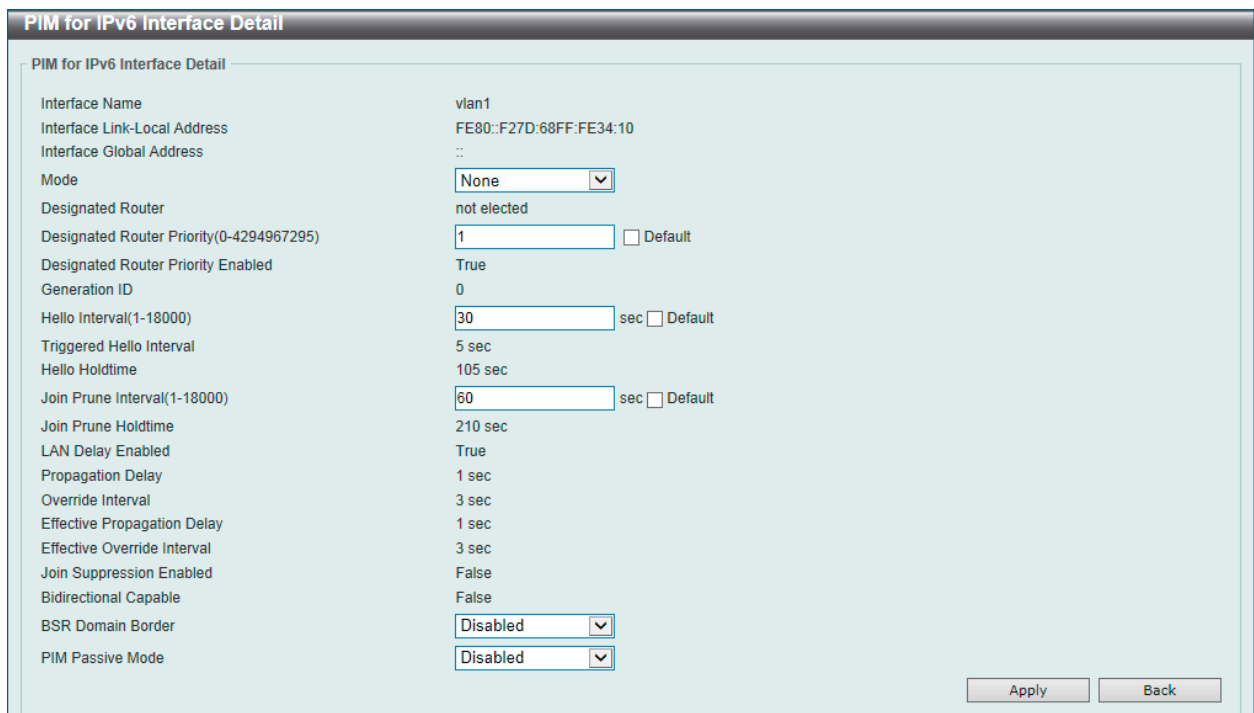 PIM for IPv6 Interface Detail
PIM for IPv6 Interface Detail
Interface Name vlan1
Interface Link-Local Address FE80::F27D:68FF:FE34:10
Interface Global Address ::
Mode None
Designated Router not elected
Designated Router Priority(0-4294967295) 1 Default
Designated Router Priority Enabled True
Generation ID 0
Hello Interval(1-18000) 30 sec Default
Triggered Hello Interval 5 sec
Hello Holdtime 105 sec
Join Prune Interval(1-18000) 60 sec Default
Join Prune Holdtime 210 sec
LAN Delay Enabled True
Propagation Delay 1 sec
Override Interval 3 sec
Effective Propagation Delay 1 sec
Effective Override Interval 3 sec
Join Suppression Enabled False
Bidirectional Capable False
BSR Domain Border Disabled
PIM Passive Mode Disabled
Apply Back